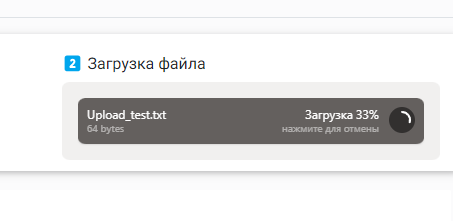 2 Загрузка файла
Upload_test.txt
64 bytes
Загрузка 33%
нажмите для отмены